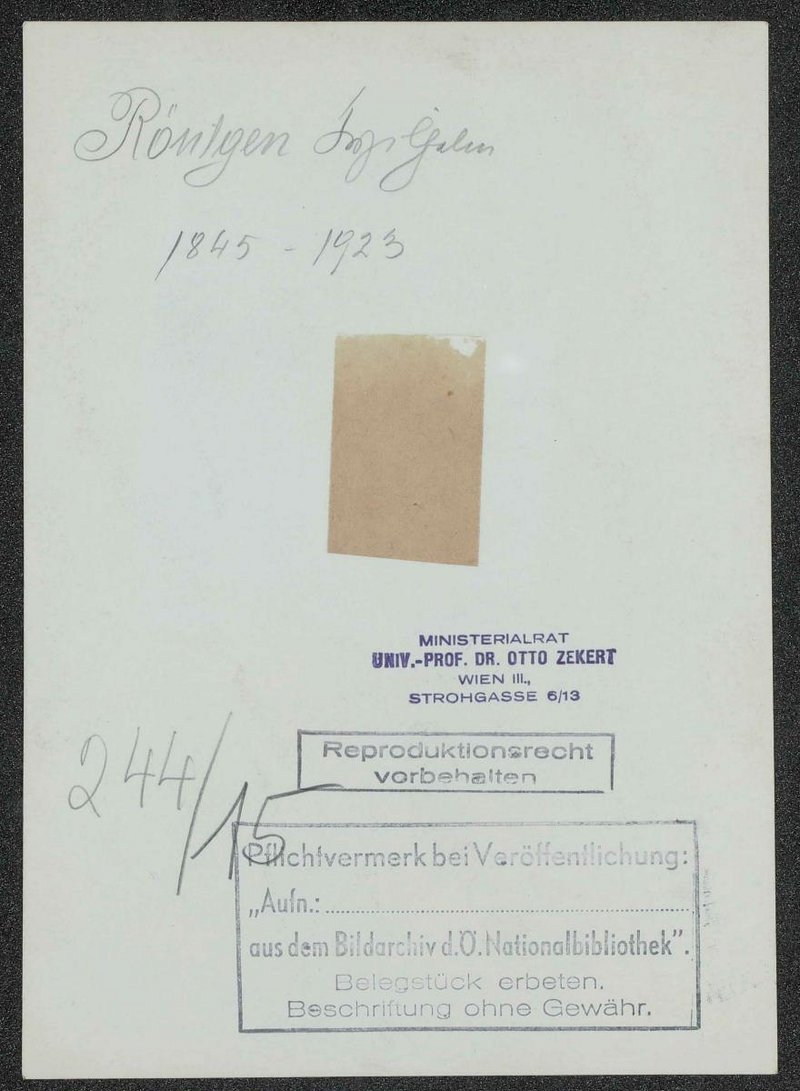 Röntgen Wilhelm
1845 - 1923
MINISTERIALRAT
UNIV.-PROF. DR. OTTO ZEKERT
WIEN III.,
STROHGASSE 6/13
Reproduktionsrecht
vorbehalten
244/15
Pflichtvermerk bei Veröffentlichung:
„Aufn.:
aus dem Bildarchiv d.Ö.Nationalbibliothek”.
Belegstück erbeten.
Beschriftung ohne Gewähr.